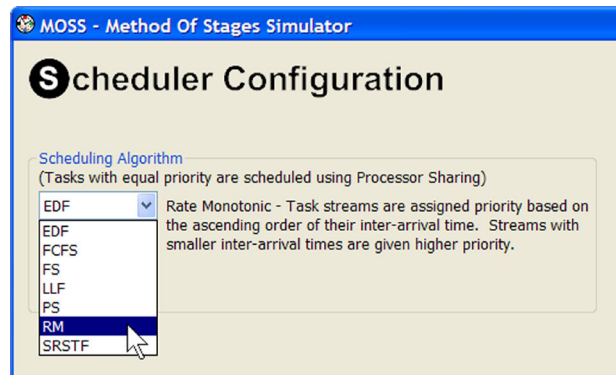 MOSS - Method Of Stages Simulator
Scheduler Configuration
Scheduling Algorithm
(Tasks with equal priority are scheduled using Processor Sharing)
EDF
Rate Monotonic - Task streams are assigned priority based on
the ascending order of their inter-arrival time. Streams with
smaller inter-arrival times are given higher priority.
EDF
FCFS
FS
LLF
PS
RM
SRSTF